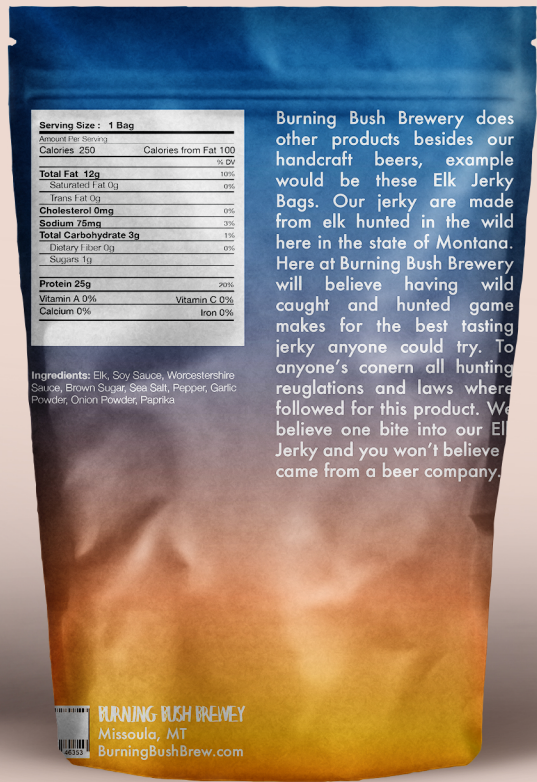 Serving Size : 1 Bag
Amount Per Serving
Calories 250 Calories from Fat 100
% DV
Total Fat 12g 10%
Saturated Fat 0g 0%
Trans Fat 0g
Cholesterol 0mg 0%
Sodium 75mg 3%
Total Carbohydrate 3g 1%
Dietary Fiber 0g 0%
Sugars 1g
Protein 25g 20%
Vitamin A 0% Vitamin C 0%
Calcium 0% Iron 0%
Ingredients: Elk, Soy Sauce, Worcestershire
Sauce, Brown Sugar, Sea Salt, Pepper, Garlic
Powder, Onion Powder, Paprika
Burning Bush Brewery does
other products besides our
handcraft beers, example
would be these Elk Jerky
Bags. Our jerky are made
from elk hunted in the wild
here in the state of Montana.
Here at Burning Bush Brewery
will believe having wild
caught and hunted game
makes for the best tasting
jerky anyone could try. To
anyone's conern all hunting
reuglations and laws where
followed for this product. We
believe one bite into our El
Jerky and you won't believe
came from a beer company.
46353
BURNING BUSH BREWEY
Missoula, MT
BurningBushBrew.com